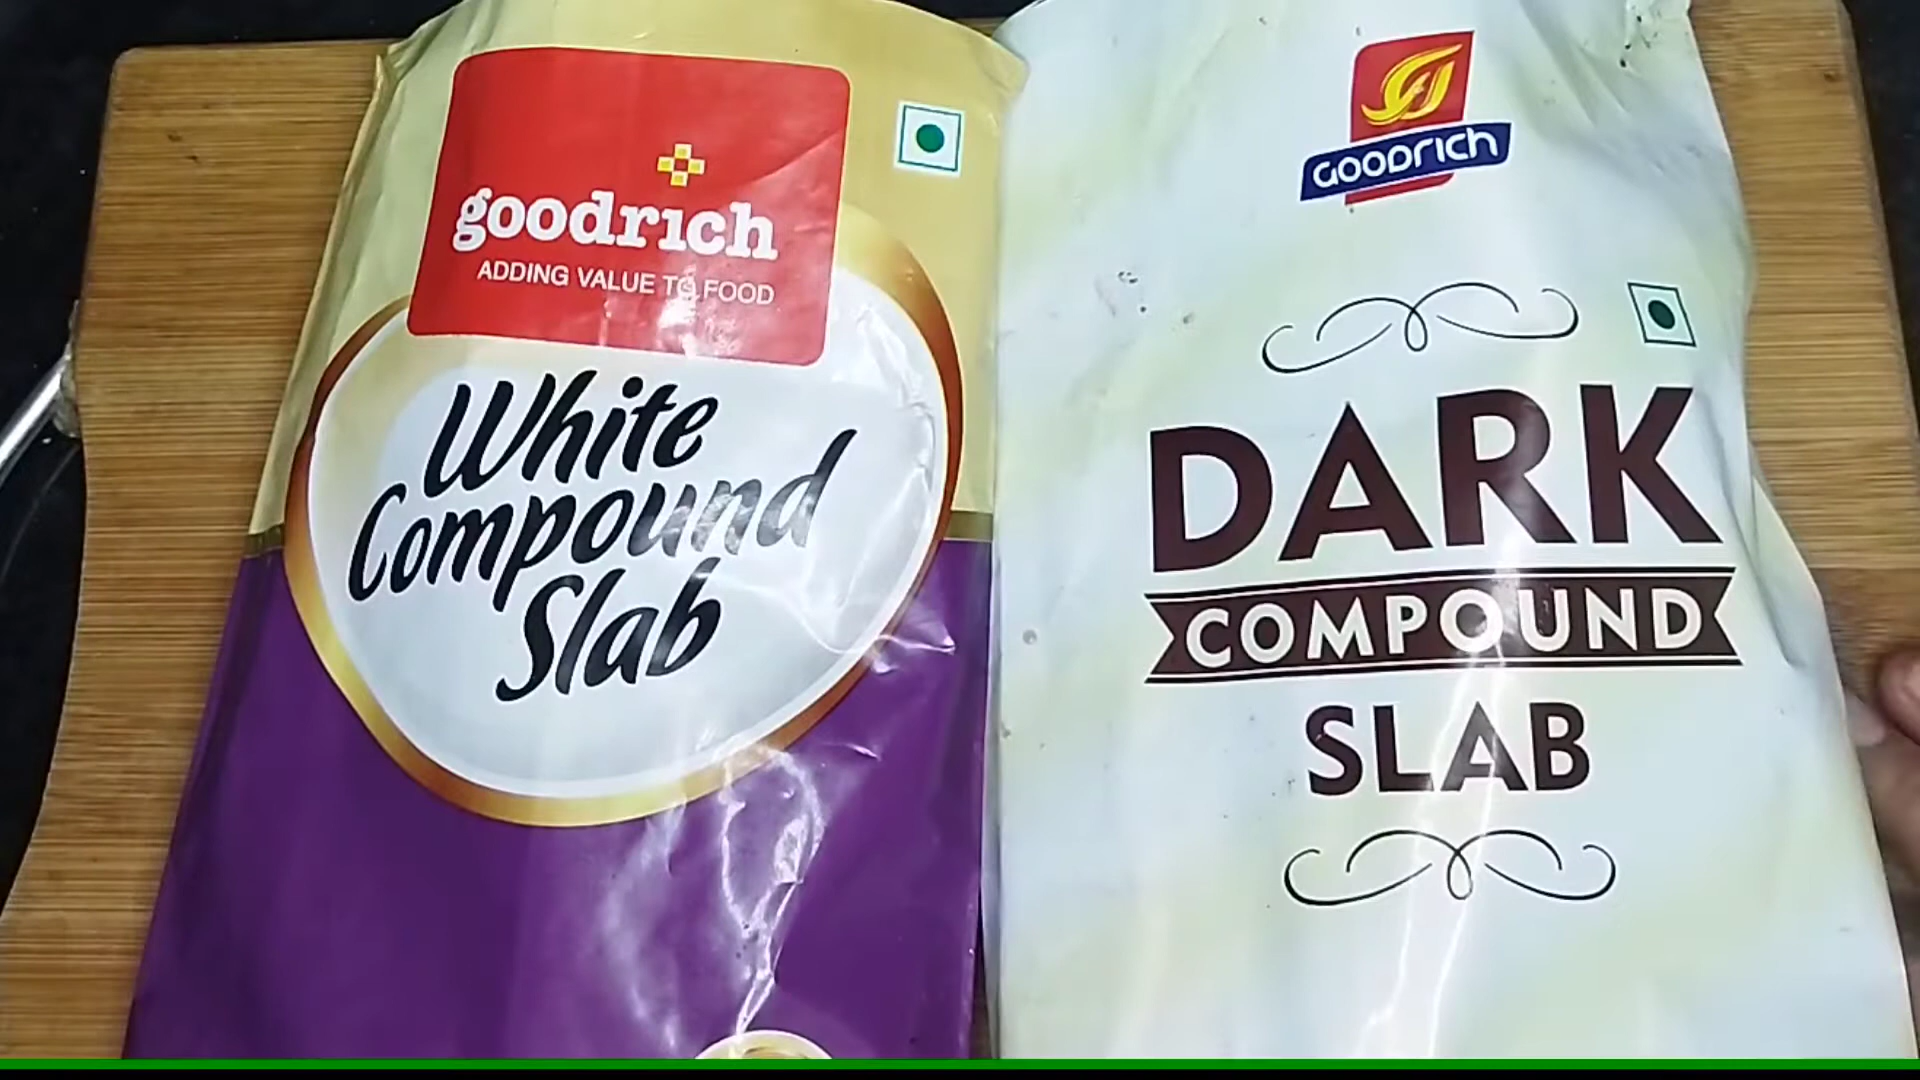 goodrich
ADDING VALUE TO FOOD
White
Compound
Slab
GOODRICH
DARK
COMPOUND
SLAB